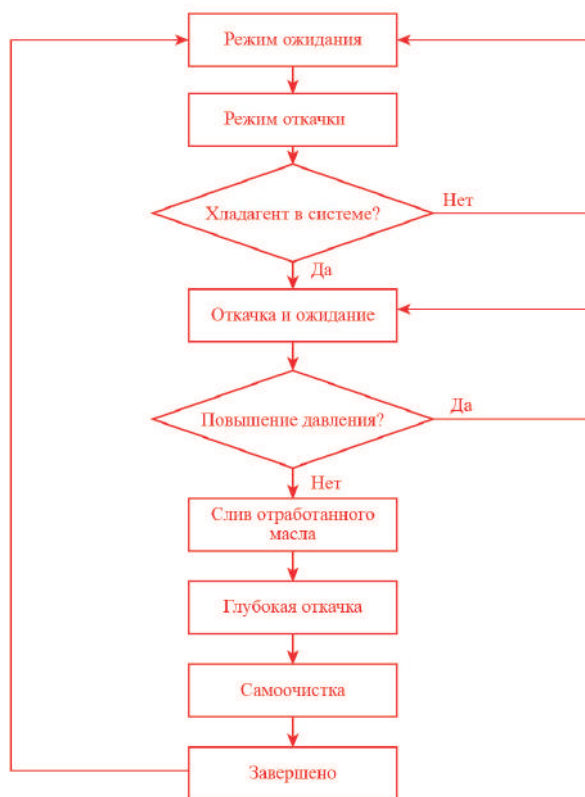 Режим ожидания
Режим откачки
Хладагент в системе?
Нет
Да
Откачка и ожидание
Повышение давления?
Да
Нет
Слив отработанного
масла
Глубокая откачка
Самоочистка
Завершено